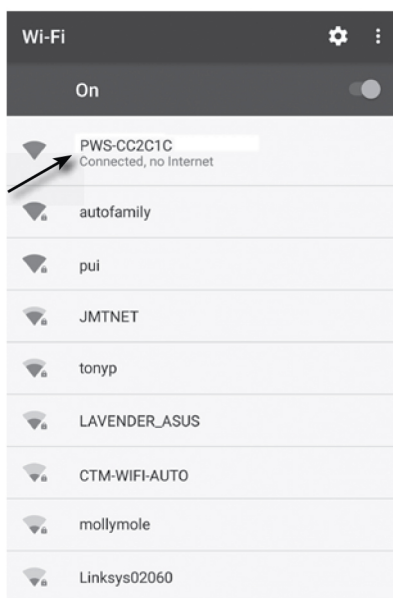 Wi-Fi
On
PWS-CC2C1C
Connected, no Internet
autofamily
pui
JMTNET
tonyp
LAVENDER_ASUS
CTM-WIFI-AUTO
mollymole
Linksys02060